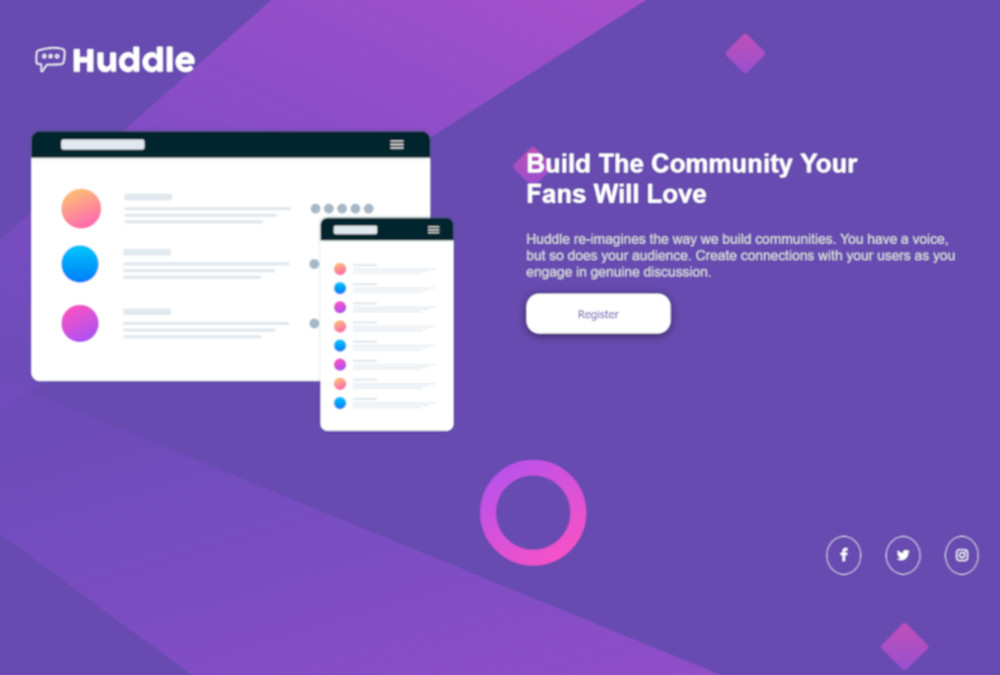 Huddle
Build The Community Your
Fans Will Love
Huddle re-imagines the way we build communities. You have a voice,
but so does your audience. Create connections with your users as you
engage in genuine discussion.
Register